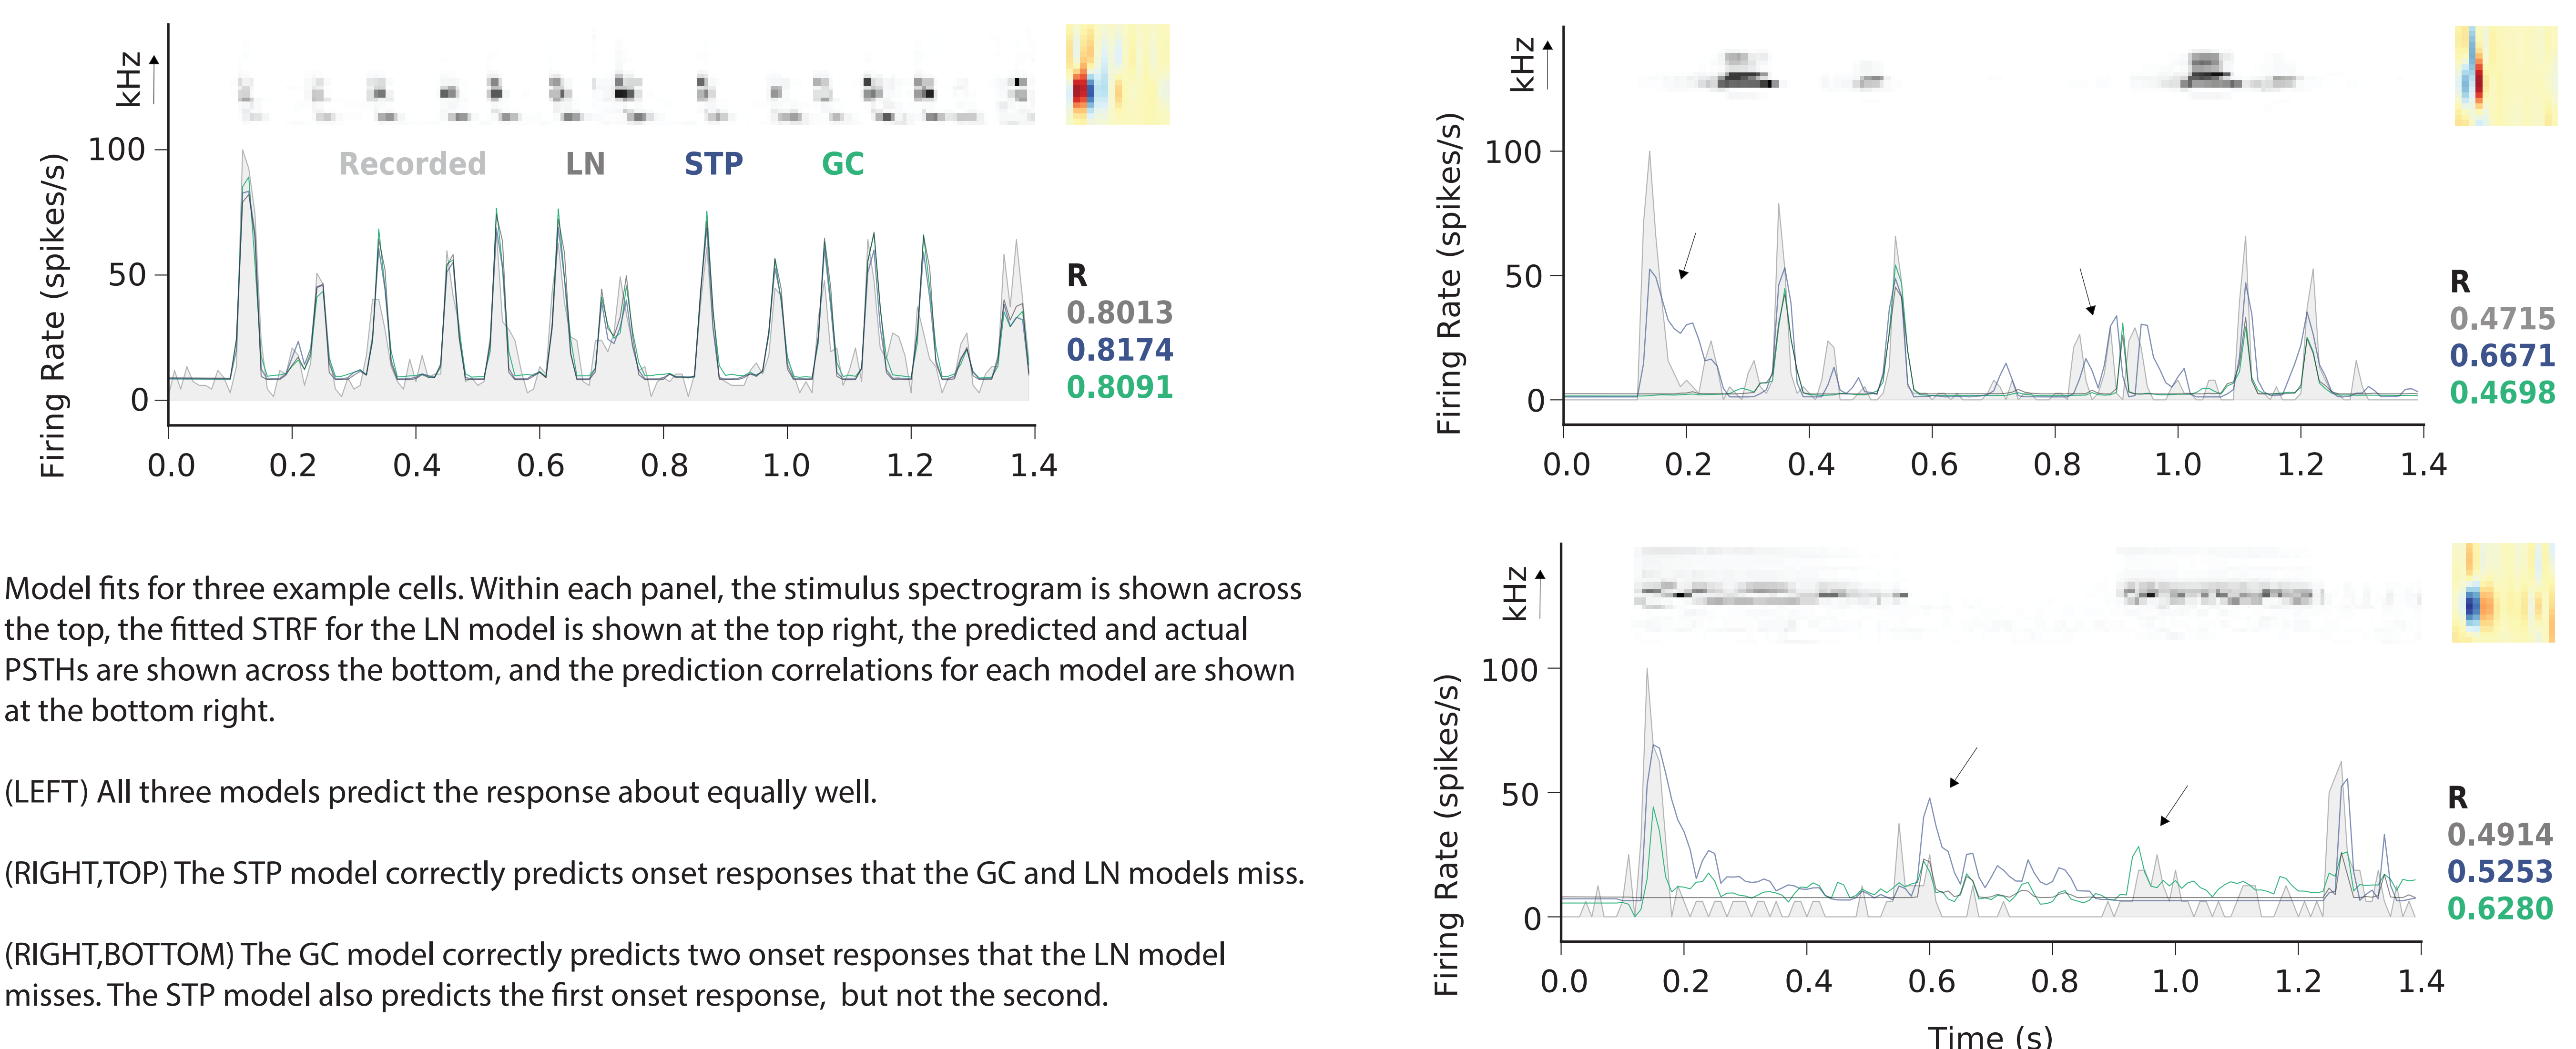 kHz
Firing Rate (spikes/s)
100
50
0
Recorded LN STP GC
R
0.8013
0.8174
0.8091
0.0 0.2 0.4 0.6 0.8 1.0 1.2 1.4
kHz
Firing Rate (spikes/s)
100
50
0
R
0.4715
0.6671
0.4698
0.0 0.2 0.4 0.6 0.8 1.0 1.2 1.4
Model fits for three example cells. Within each panel, the stimulus spectrogram is shown across
the top, the fitted STRF for the LN model is shown at the top right, the predicted and actual
PSTHs are shown across the bottom, and the prediction correlations for each model are shown
at the bottom right.
(LEFT) All three models predict the response about equally well.
(RIGHT,TOP) The STP model correctly predicts onset responses that the GC and LN models miss.
(RIGHT,BOTTOM) The GC model correctly predicts two onset responses that the LN model
misses. The STP model also predicts the first onset response,  but not the second.
kHz
Firing Rate (spikes/s)
100
50
0
R
0.4914
0.5253
0.6280
0.0 0.2 0.4 0.6 0.8 1.0 1.2 1.4
Time (s)